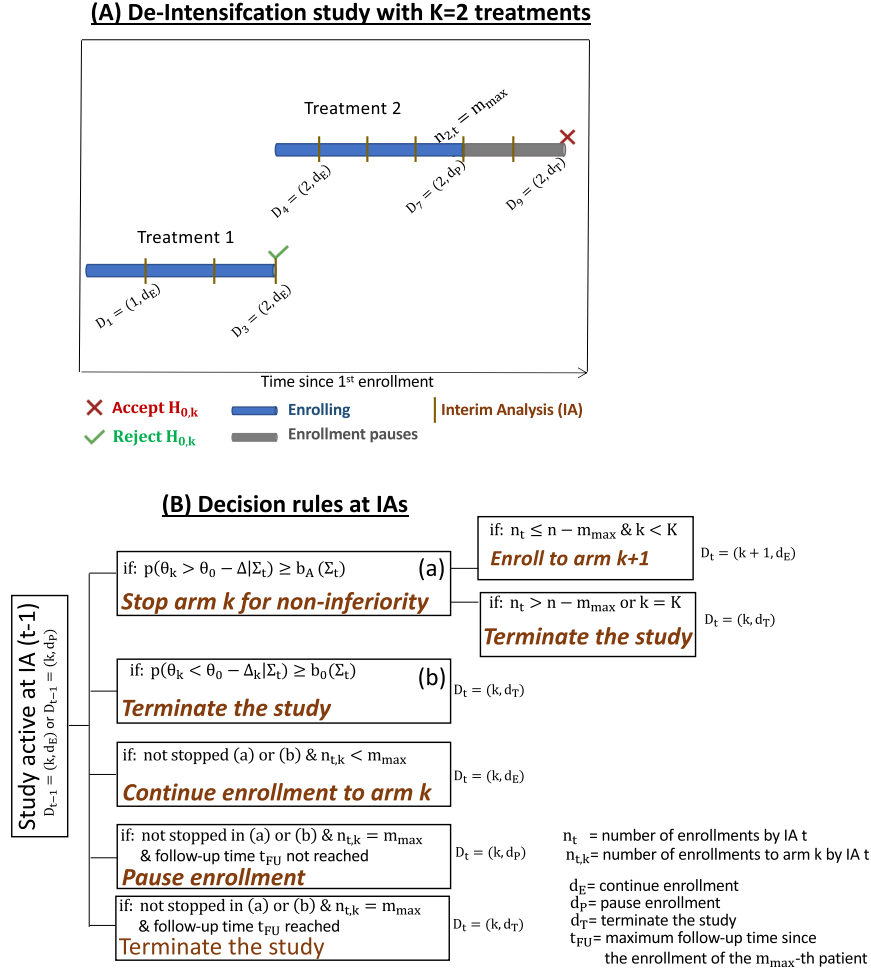 (A) De-Intensifcation study with K=2 treatments
Treatment 2
n₂,t = mmax
D₄ = (2, dE)
D₇ = (2, dP)
D₉ = (2, dT)
Treatment 1
D₁ = (1, dE)
D₃ = (2, dE)
Time since 1st enrollment
Accept H0,k
Enrolling
Interim Analysis (IA)
Reject H0,k
Enrollment pauses
(B) Decision rules at IAs
Study active at IA (t-1)
Dt−1 = (k, dE) or Dt−1 = (k, dP)
if: p(θk > θ0 − Δ|Σt) ≥ bA (Σt)
(a)
Stop arm k for non-inferiority
if: nt ≤ n − mmax & k < K
Enroll to arm k+1
Dt = (k + 1, dE)
if: nt > n − mmax or k = K
Terminate the study
Dt = (k, dT)
if: p(θk < θ0 − Δk|Σt) ≥ b0(Σt)
(b)
Terminate the study
Dt = (k, dT)
if: not stopped (a) or (b) & nt,k < mmax
Continue enrollment to arm k
Dt = (k, dE)
if: not stopped in (a) or (b) & nt,k = mmax
& follow-up time tFU not reached
Pause enrollment
Dt = (k, dP)
if: not stopped in (a) or (b) & nt,k = mmax
& follow-up time tFU reached
Terminate the study
Dt = (k, dT)
nt = number of enrollments by IA t
nt,k= number of enrollments to arm k by IA t
dE= continue enrollment
dP= pause enrollment
dT= terminate the study
tFU= maximum follow-up time since
the enrollment of the mmax-th patient